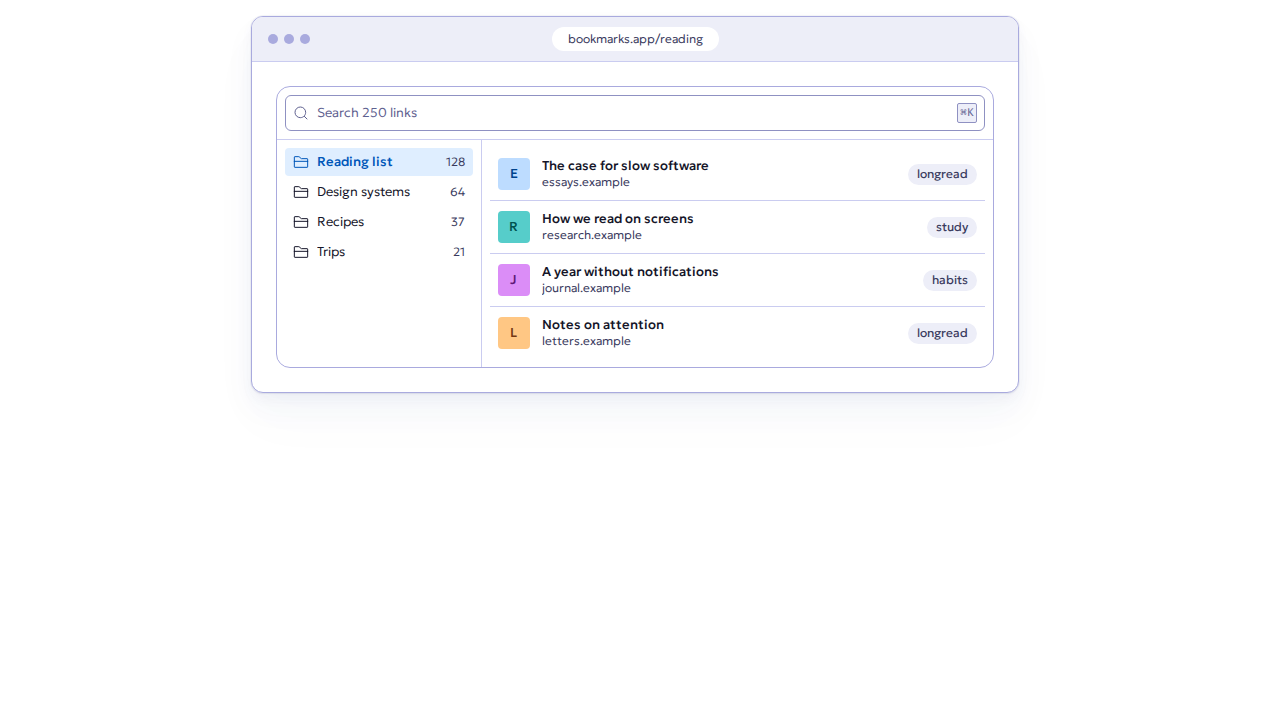 bookmarks.app/reading
Search 250 links
⌘K
Reading list 128
Design systems 64
Recipes 37
Trips 21
E
The case for slow software
essays.example
longread
R
How we read on screens
research.example
study
J
A year without notifications
journal.example
habits
L
Notes on attention
letters.example
longread